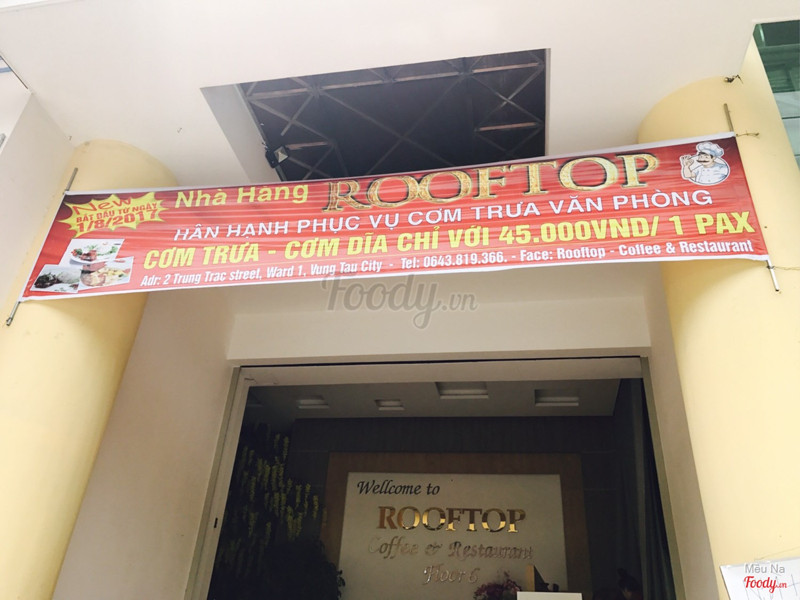 New
BẮT ĐẦU TỪ NGÀY
1/8/2017
Nhà Hàng ROOFTOP
HÂN HẠNH PHỤC VỤ CƠM TRƯA VĂN PHÒNG
CƠM TRƯA - CƠM DĨA CHỈ VỚI 45.000VND/ 1 PAX
Adr: 2 Trung Trac street, Ward 1, Vung Tau City - Tel: 0643.819.366. - Face: Rooftop - Coffee & Restaurant
Foody.vn
Wellcome to
ROOFTOP
Coffee & Restaurant
Floor 6
Mều Na
Foody.vn